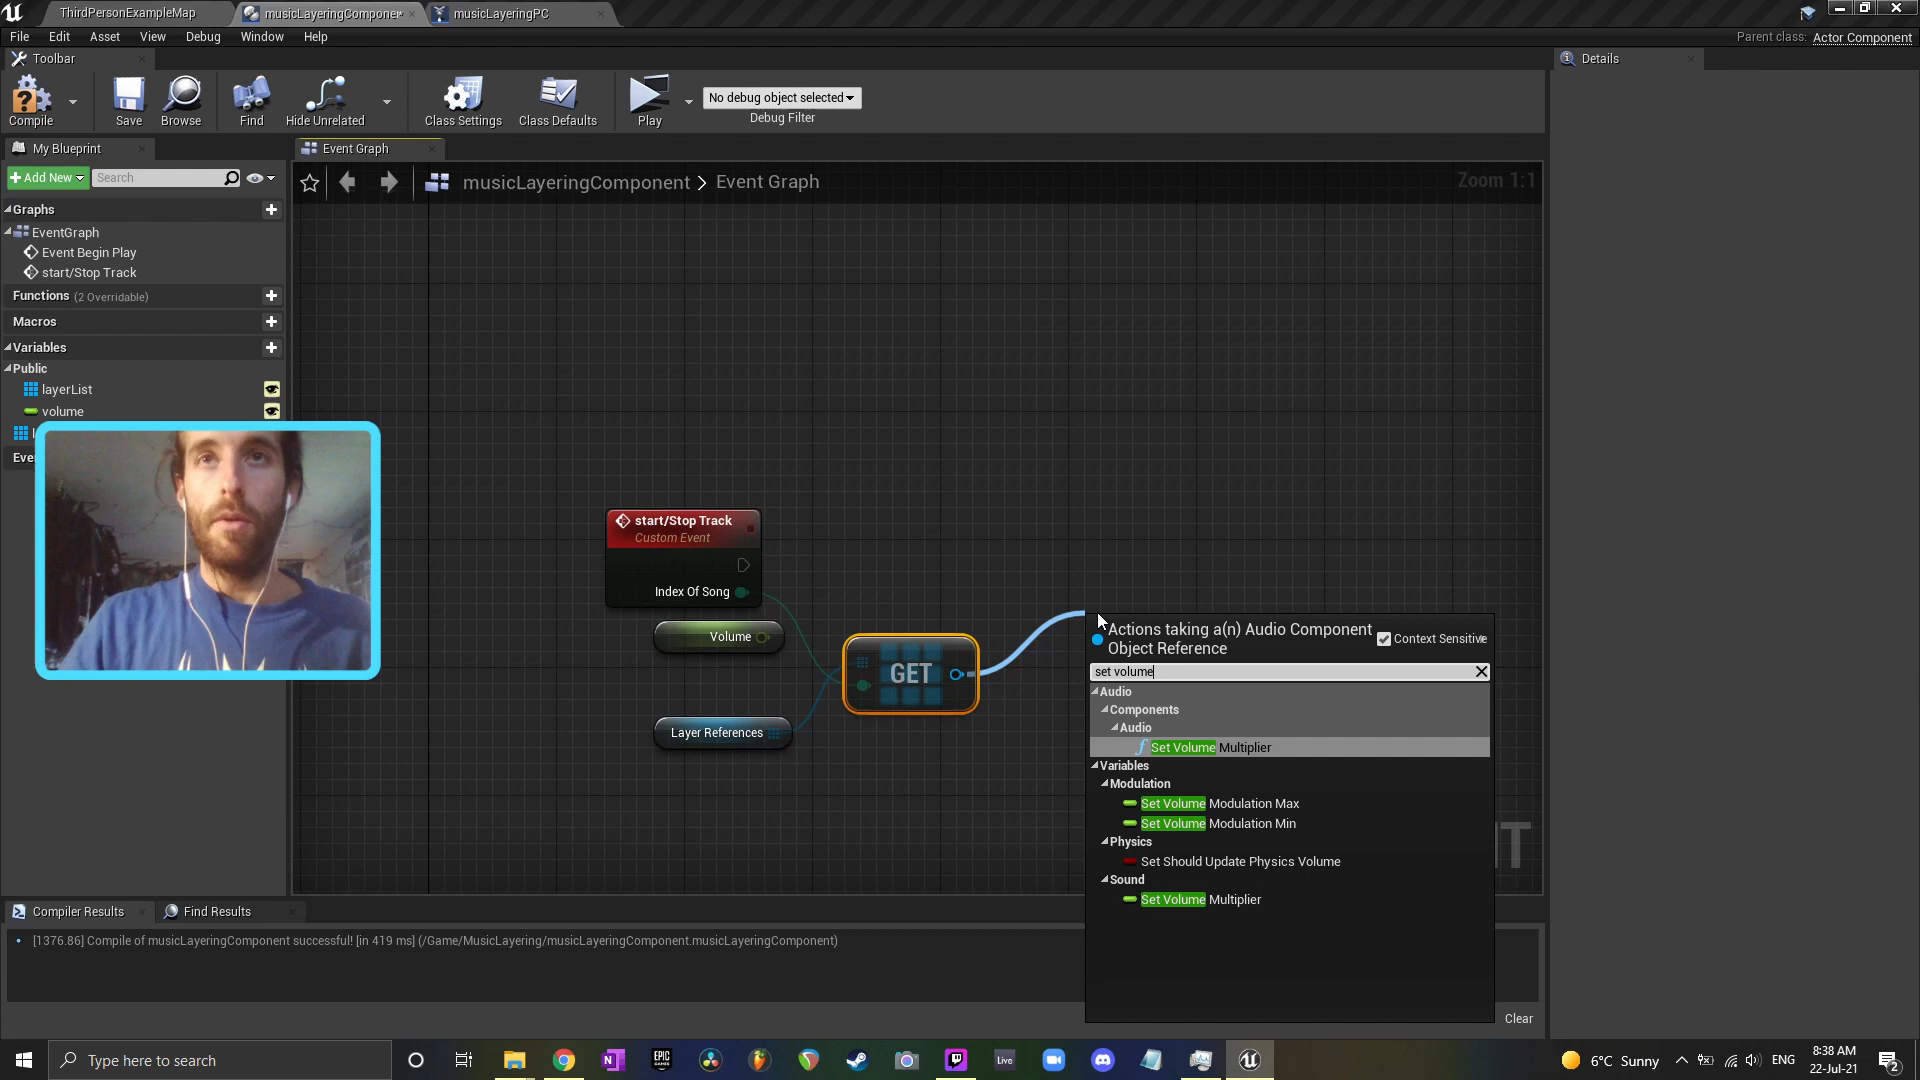 ThirdPersonExampleMap
musicLayeringComponen*
musicLayeringPC
File Edit Asset View Debug Window Help
Parent class: Actor Component
Toolbar
Details
Compile
Save
Browse
Find
Hide Unrelated
Class Settings
Class Defaults
Play
No debug object selected
Debug Filter
My Blueprint
Event Graph
Add New
Search
musicLayeringComponent > Event Graph
Zoom 1:1
Graphs
EventGraph
Event Begin Play
start/Stop Track
Functions (2 Overridable)
Macros
Variables
Public
layerList
volume
start/Stop Track
Custom Event
Index Of Song
Volume
GET
Layer References
Actions taking a(n) Audio Component
Object Reference
Context Sensitive
set volume
Audio
Components
Audio
Set Volume Multiplier
Variables
Modulation
Set Volume Modulation Max
Set Volume Modulation Min
Physics
Set Should Update Physics Volume
Sound
Set Volume Multiplier
Compiler Results
Find Results
[1376.86] Compile of musicLayeringComponent successful! [in 419 ms] (/Game/MusicLayering/musicLayeringComponent.musicLayeringComponent)
Clear
Type here to search
EPIC
GAMES
Live
6°C Sunny
ENG
8:38 AM
22-Jul-21
2